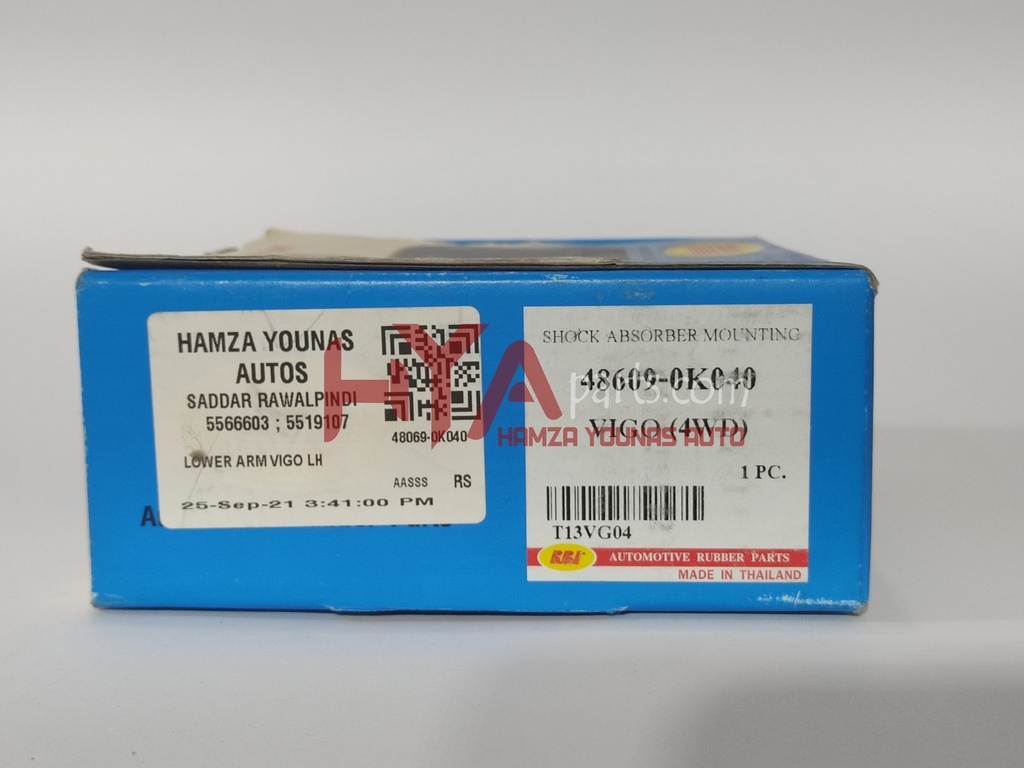 HAMZA YOUNAS
AUTOS
SADDAR RAWALPINDI
5566603 ; 5519107
48069-0K040
LOWER ARM VIGO LH
AASSS RS
25-Sep-21 3:41:00 PM
SHOCK ABSORBER MOUNTING
48609-0K040
VIGO (4WD)
1 PC.
T13VG04
RBI AUTOMOTIVE RUBBER PARTS
MADE IN THAILAND
HYA parts.com
HAMZA YOUNAS AUTO